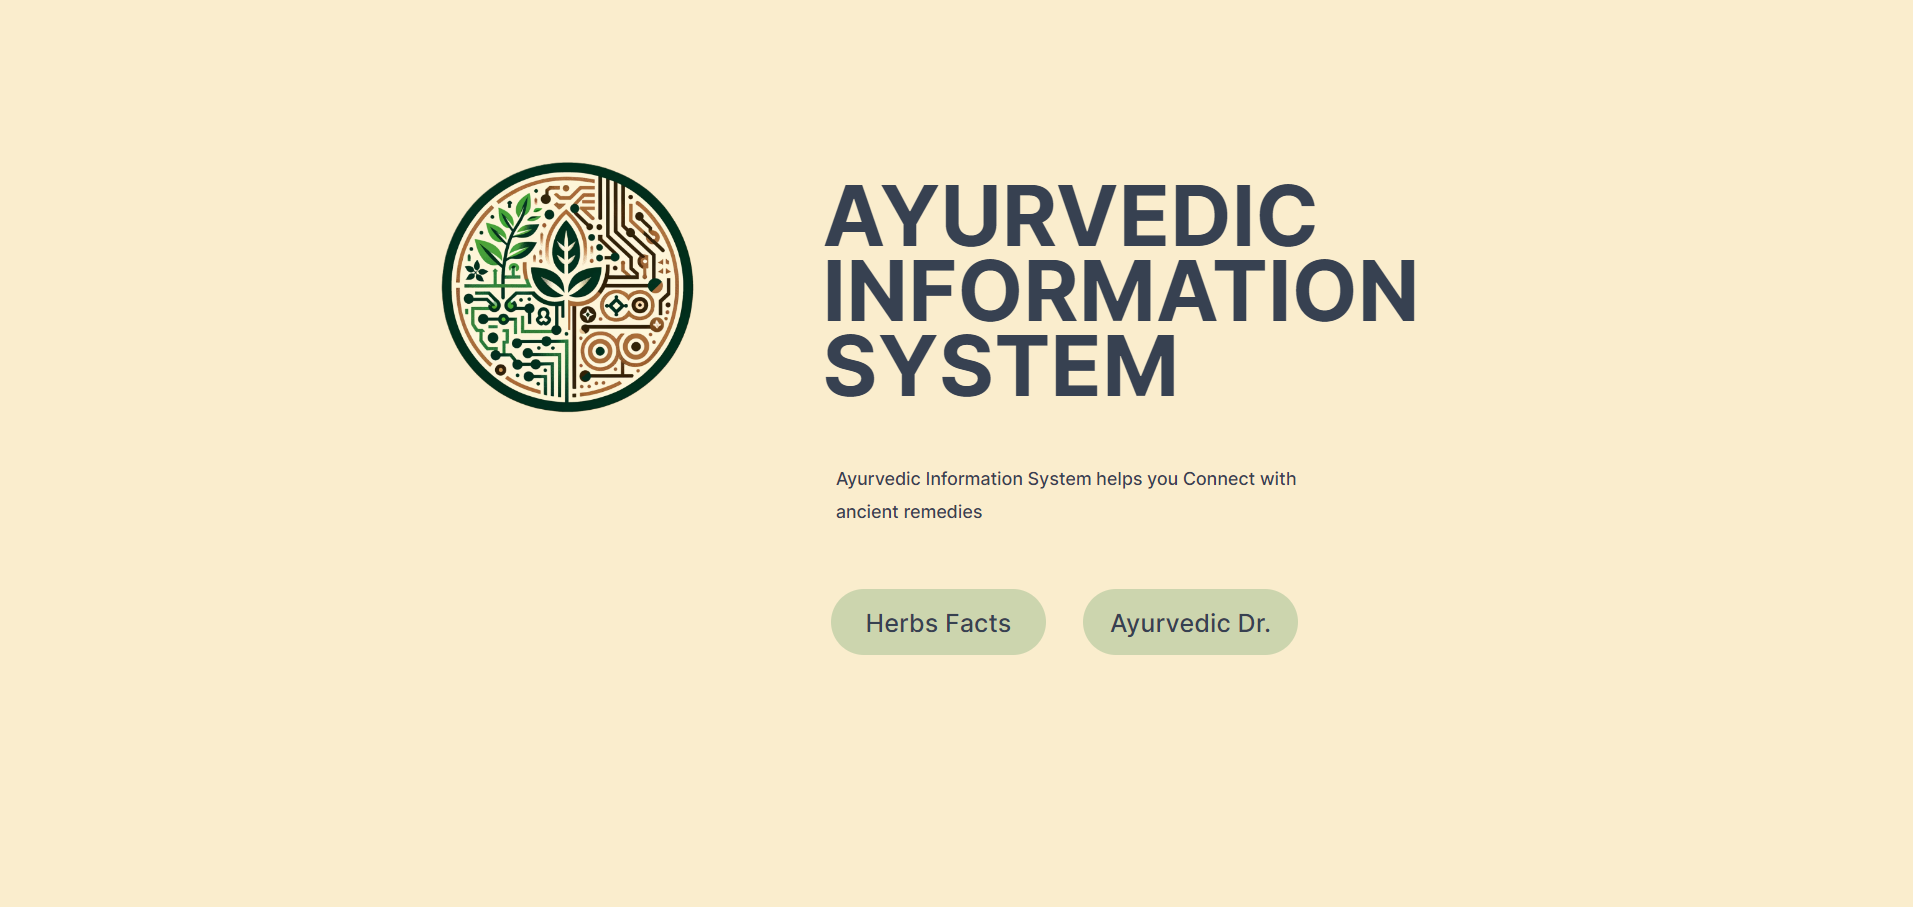 AYURVEDIC
INFORMATION
SYSTEM
Ayurvedic Information System helps you Connect with
ancient remedies
Herbs Facts
Ayurvedic Dr.